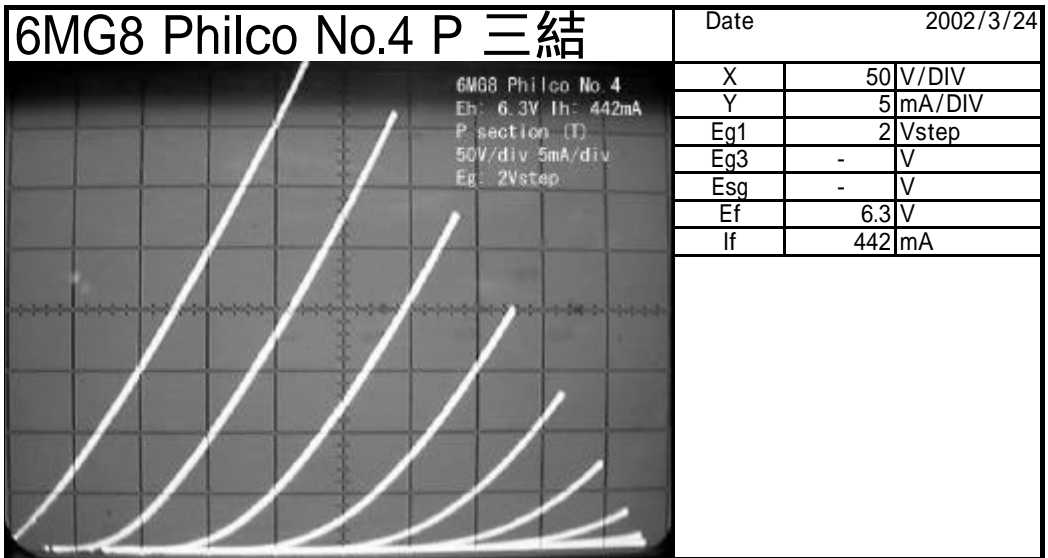 6MG8 Philco No.4 P 三結
Date 2002/3/24
6MG8 Philco No.4
Eh: 6.3V Ih: 442mA
P section (T)
50V/div 5mA/div
Eg: 2Vstep
X 50 V/DIV
Y 5 mA/DIV
Eg1 2 Vstep
Eg3 - V
Esg - V
Ef 6.3 V
If 442 mA